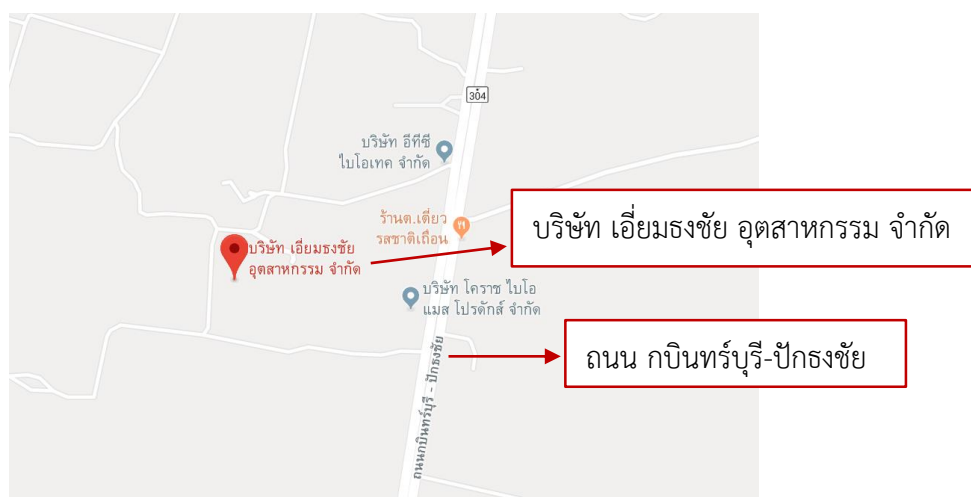 304
บริษัท อีทีซี
ไบโอเทค จำกัด
ร้านต.เตี่ยว
รสชาติเถื่อน
บริษัท เอี่ยมธงชัย อุตสาหกรรม จำกัด
บริษัท เอี่ยมธงชัย
อุตสาหกรรม จำกัด
บริษัท โคราช ไบโอ
แมส โปรดักส์ จำกัด
ถนน กบินทร์บุรี-ปักธงชัย
ถนนกบินทร์บุรี - ปักธงชัย